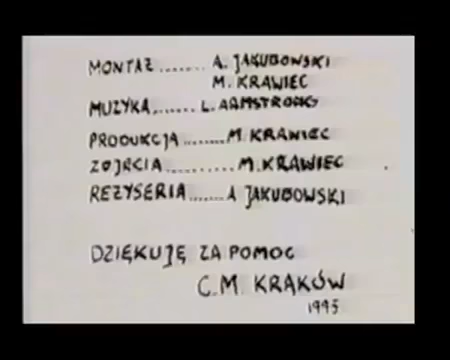 MONTAŻ....... A. JAKUBOWSKI
M. KRAWIEC
MUZYKA...... L. ARMSTRONG
PRODUKCJA....... M. KRAWIEC
ZDJĘCIA.......... M. KRAWIEC
REŻYSERIA...... A JAKUBOWSKI
DZIĘKUJĘ ZA POMOC
C.M. KRAKÓW
1995